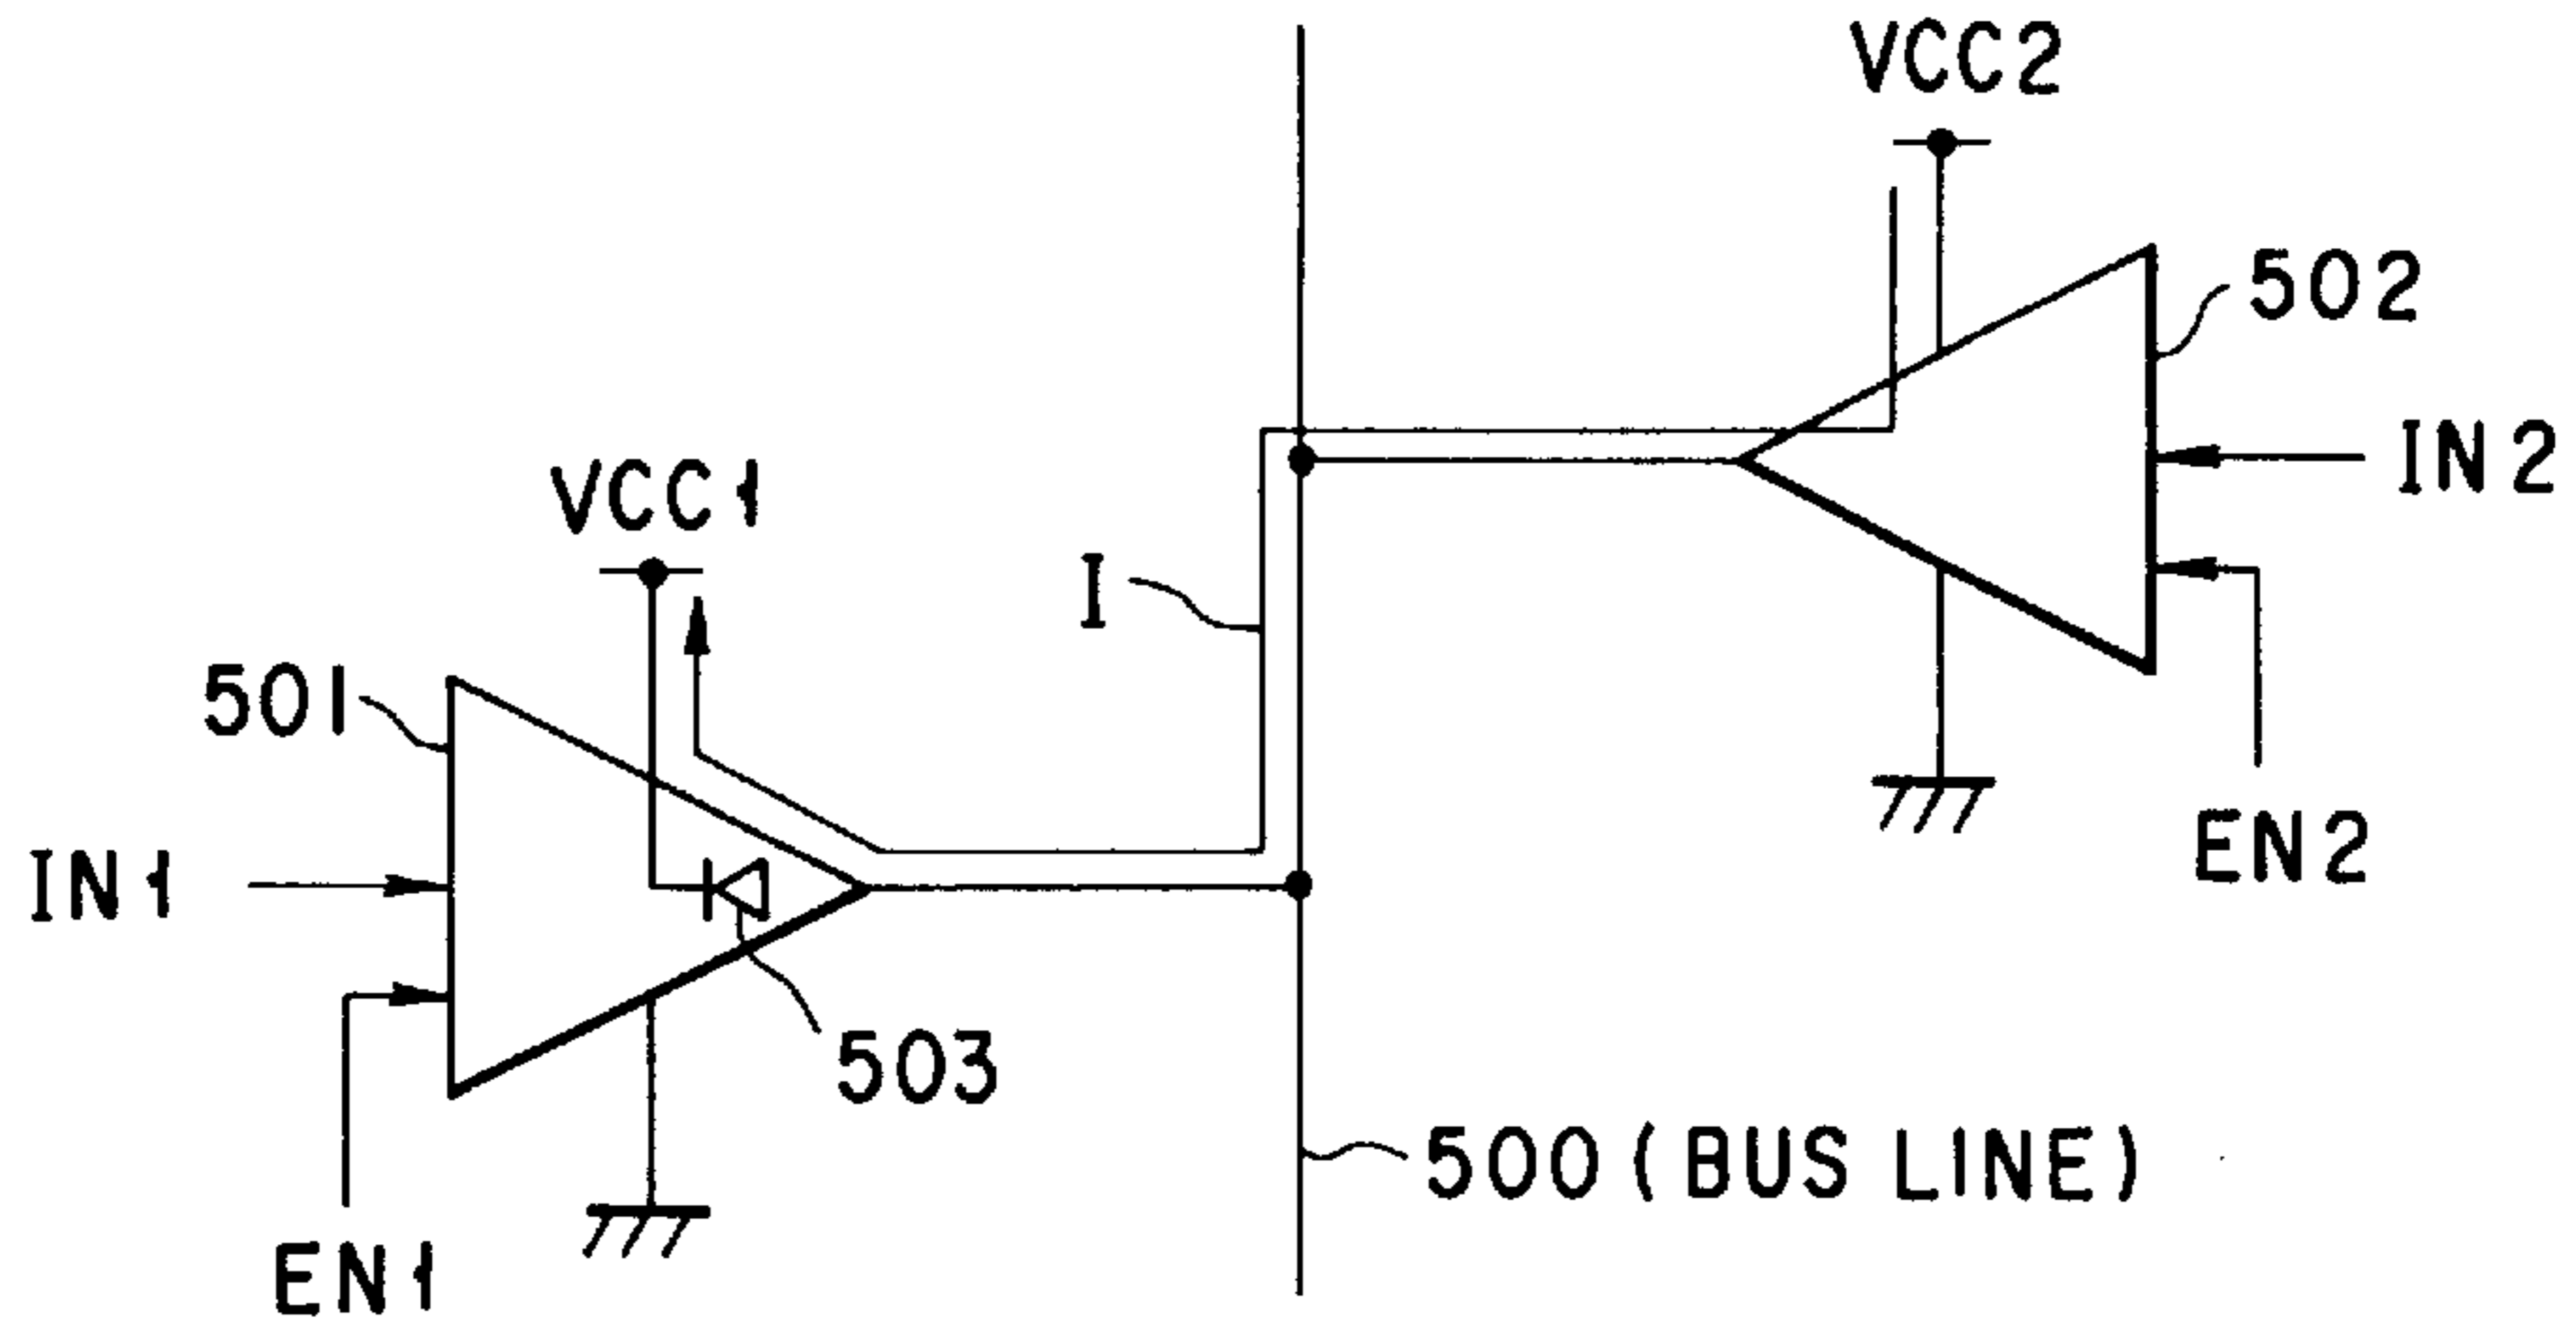 VCC2
502
IN2
VCC1
I
501
EN2
IN1
503
500 (BUS LINE)
EN1